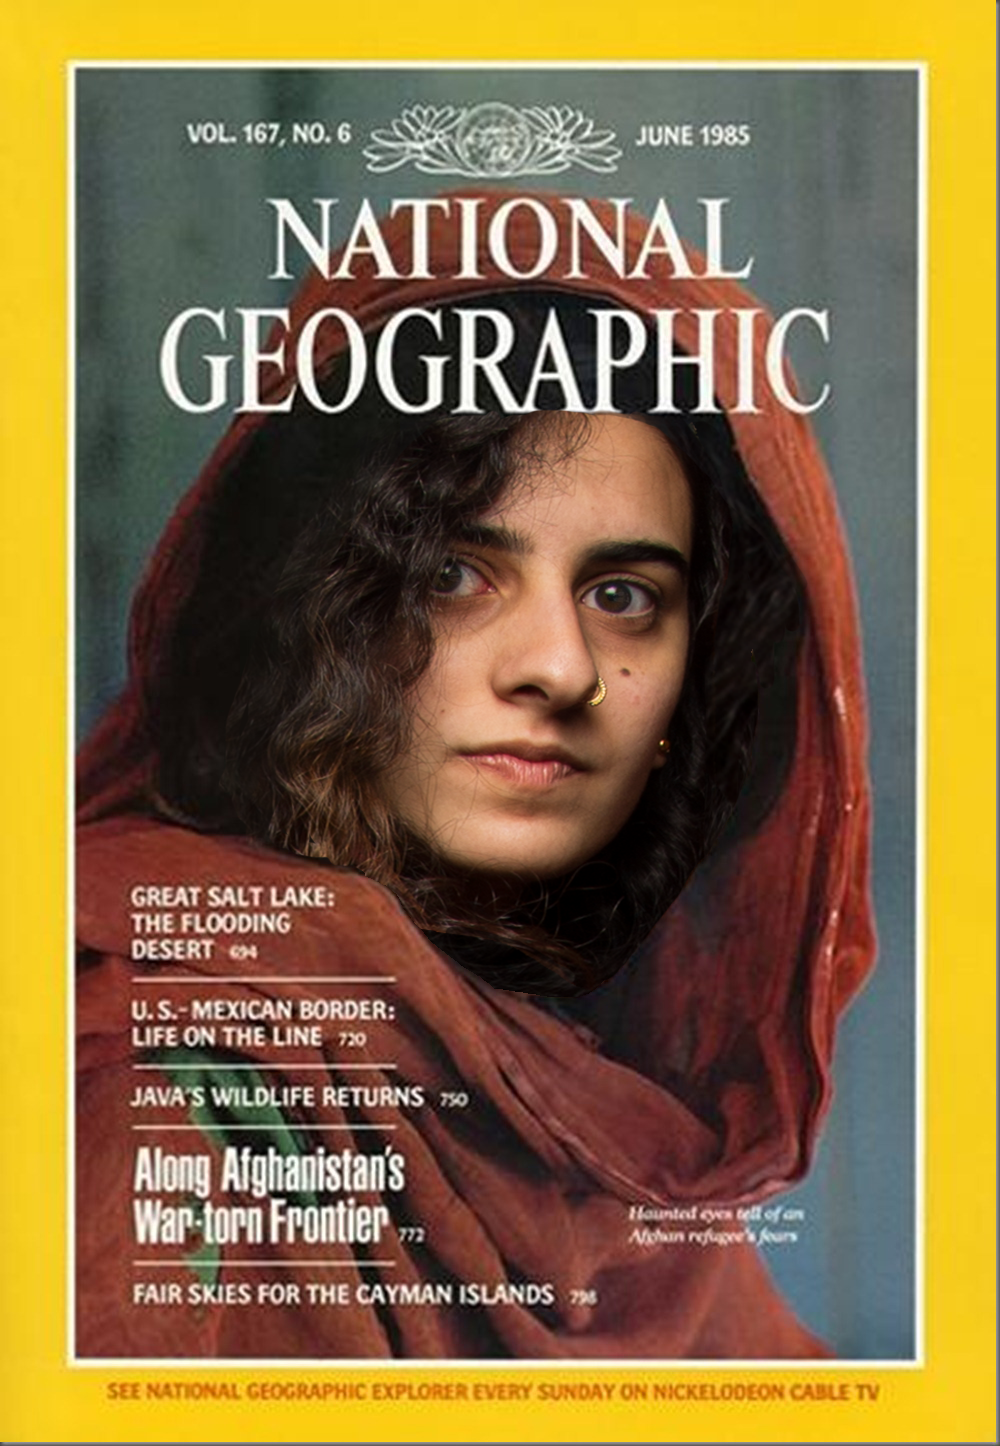 VOL. 167, NO. 6
JUNE 1985
NATIONAL
GEOGRAPHIC
GREAT SALT LAKE:
THE FLOODING
DESERT 694
U.S.-MEXICAN BORDER:
LIFE ON THE LINE 720
JAVA'S WILDLIFE RETURNS 750
Along Afghanistan's
War-torn Frontier 772
FAIR SKIES FOR THE CAYMAN ISLANDS 798
Haunted eyes tell of an
Afghan refugee's fears
SEE NATIONAL GEOGRAPHIC EXPLORER EVERY SUNDAY ON NICKELODEON CABLE TV